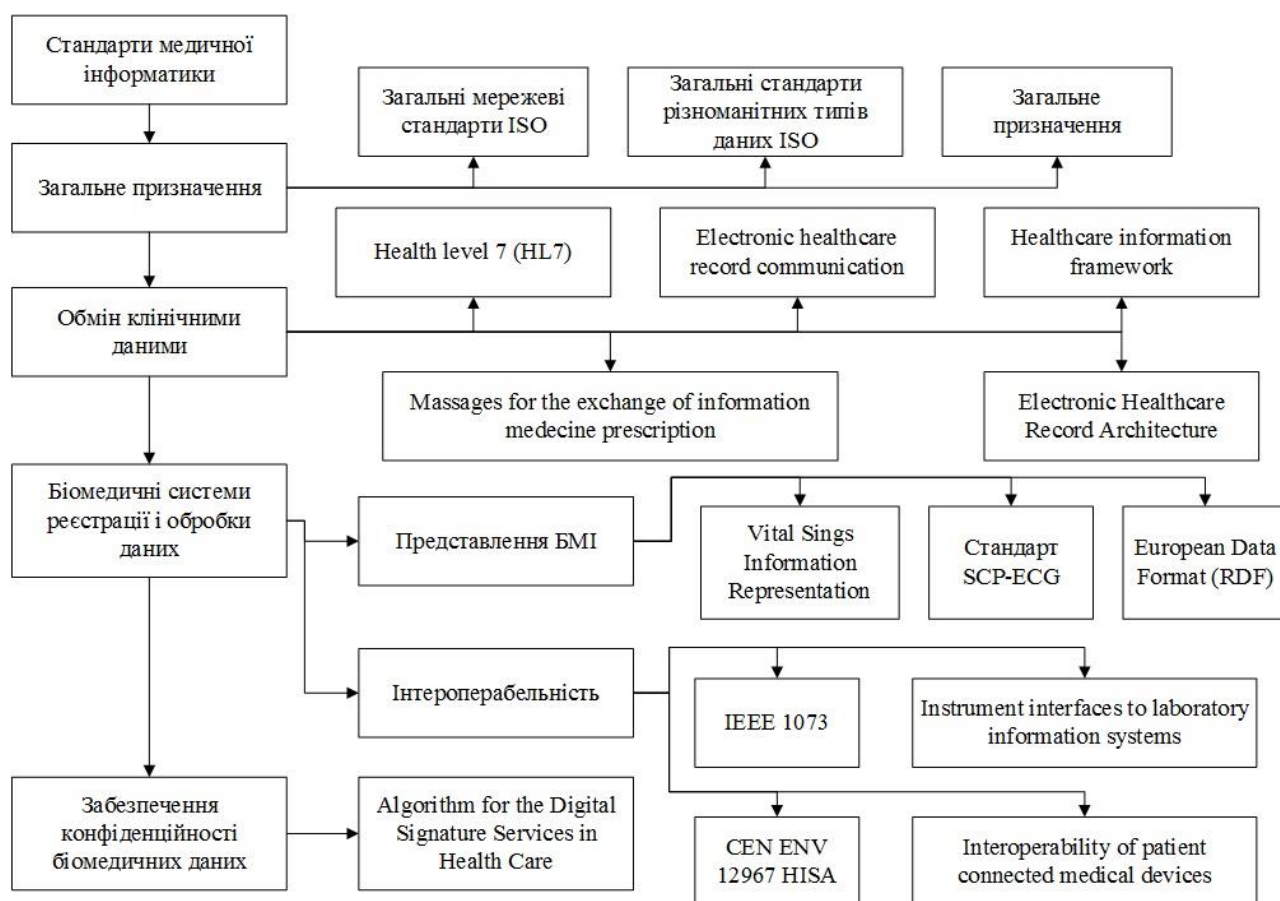 Стандарти медичної
інформатики
Загальні мережеві
стандарти ISO
Загальні стандарти
різноманітних типів
даних ISO
Загальне
призначення
Загальне призначення
Health level 7 (HL7)
Electronic healthcare
record communication
Healthcare information
framework
Обмін клінічними
даними
Massages for the exchange of information
medecine prescription
Electronic Healthcare
Record Architecture
Біомедичні системи
реєстрації і обробки
даних
Представлення БМІ
Vital Sings
Information
Representation
Стандарт
SCP-ECG
European Data
Format (RDF)
Інтероперабельність
IEEE 1073
Instrument interfaces to laboratory
information systems
Забезпечення
конфіденційності
біомедичних даних
Algorithm for the Digital
Signature Services in
Health Care
CEN ENV
12967 HISA
Interoperability of patient
connected medical devices